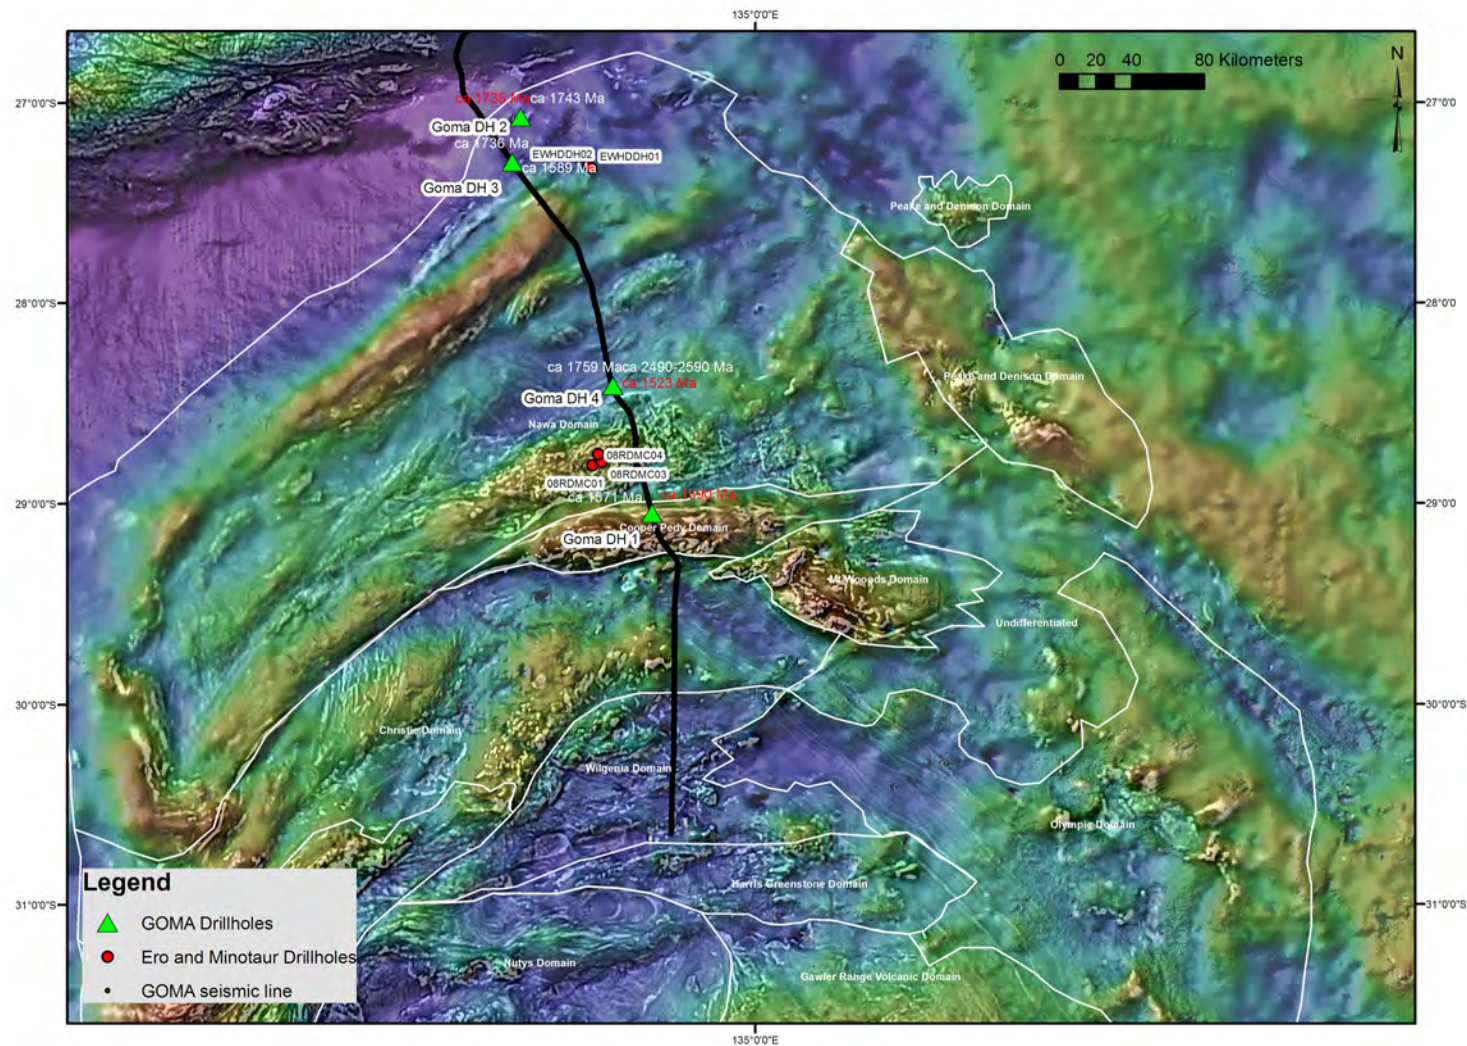 135°0'0"E
N
0 20 40 80 Kilometers
27°0'0"S
27°0'0"S
ca 1735 Ma ca 1743 Ma
Goma DH 2
ca 1736 Ma
EWHDDH02 EWHDDH01
ca 1589 Ma
Goma DH 3
Peake and Denison Domain
28°0'0"S
28°0'0"S
ca 1759 Maca 2490-2590 Ma
ca 1523 Ma
Peake and Denison Domain
Goma DH 4
Nawa Domain
08RDMC04
08RDMC03
08RDMC01
ca 1571 Ma
ca 1690 Ma
29°0'0"S
29°0'0"S
Cooper Pedy Domain
Goma DH 1
Mt Wooods Domain
Undifferentiated
30°0'0"S
30°0'0"S
Christie Domain
Wilgenia Domain
Olympic Domain
Harris Greenstone Domain
31°0'0"S
31°0'0"S
Nutys Domain
Gawler Range Volcanic Domain
Legend
GOMA Drillholes
Ero and Minotaur Drillholes
GOMA seismic line
135°0'0"E